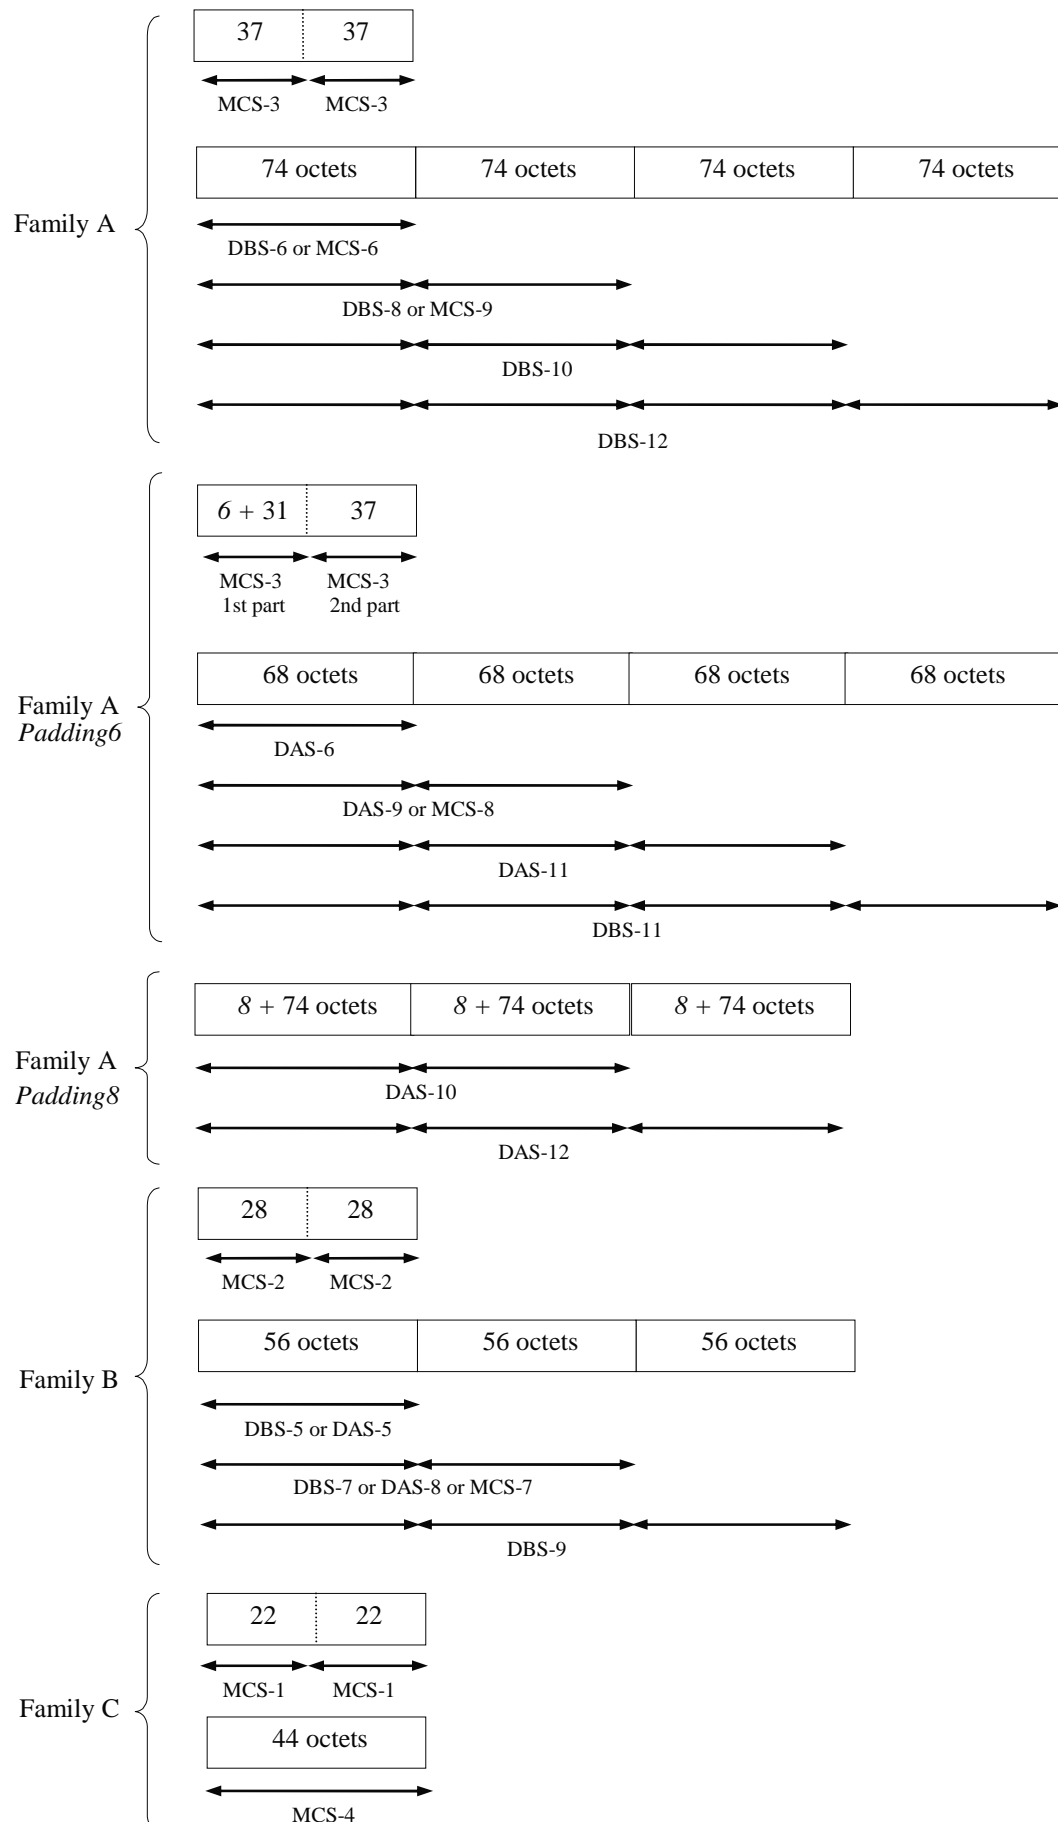 37 37
MCS-3 MCS-3
74 octets 74 octets 74 octets 74 octets
Family A
DBS-6 or MCS-6
DBS-8 or MCS-9
DBS-10
DBS-12
6 + 31 37
MCS-3 MCS-3
1st part 2nd part
68 octets 68 octets 68 octets 68 octets
Family A
Padding6
DAS-6
DAS-9 or MCS-8
DAS-11
DBS-11
8 + 74 octets 8 + 74 octets 8 + 74 octets
Family A
Padding8
DAS-10
DAS-12
28 28
MCS-2 MCS-2
56 octets 56 octets 56 octets
Family B
DBS-5 or DAS-5
DBS-7 or DAS-8 or MCS-7
DBS-9
22 22
MCS-1 MCS-1
Family C
44 octets
MCS-4